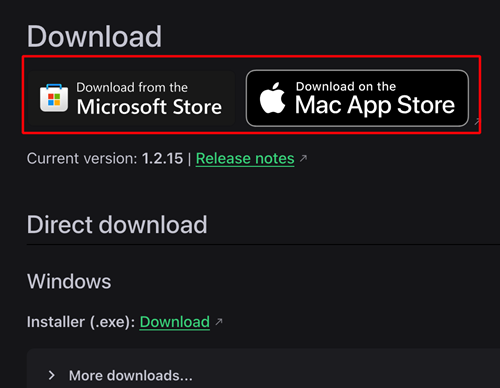 Download
Download from the
Microsoft Store
Download on the
Mac App Store
Current version: 1.2.15 | Release notes ↗
Direct download
Windows
Installer (.exe): Download ↗
More downloads...